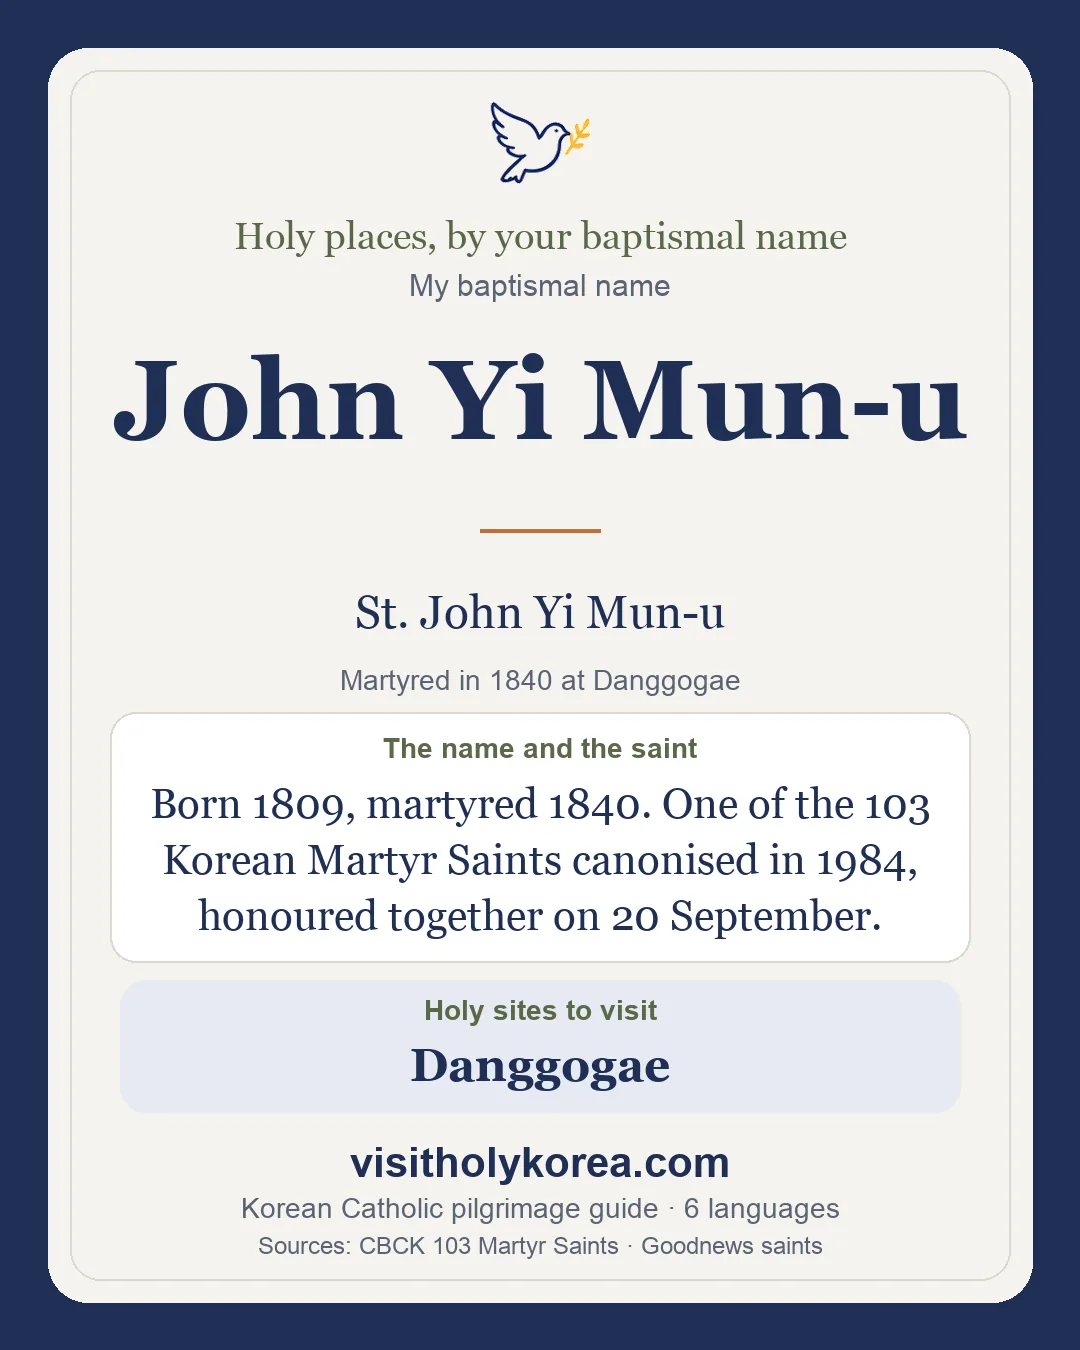 Holy places, by your baptismal name
My baptismal name
John Yi Mun-u
St. John Yi Mun-u
Martyred in 1840 at Danggogae
The name and the saint
Born 1809, martyred 1840. One of the 103
Korean Martyr Saints canonised in 1984,
honoured together on 20 September.
Holy sites to visit
Danggogae
visitholykorea.com
Korean Catholic pilgrimage guide · 6 languages
Sources: CBCK 103 Martyr Saints · Goodnews saints